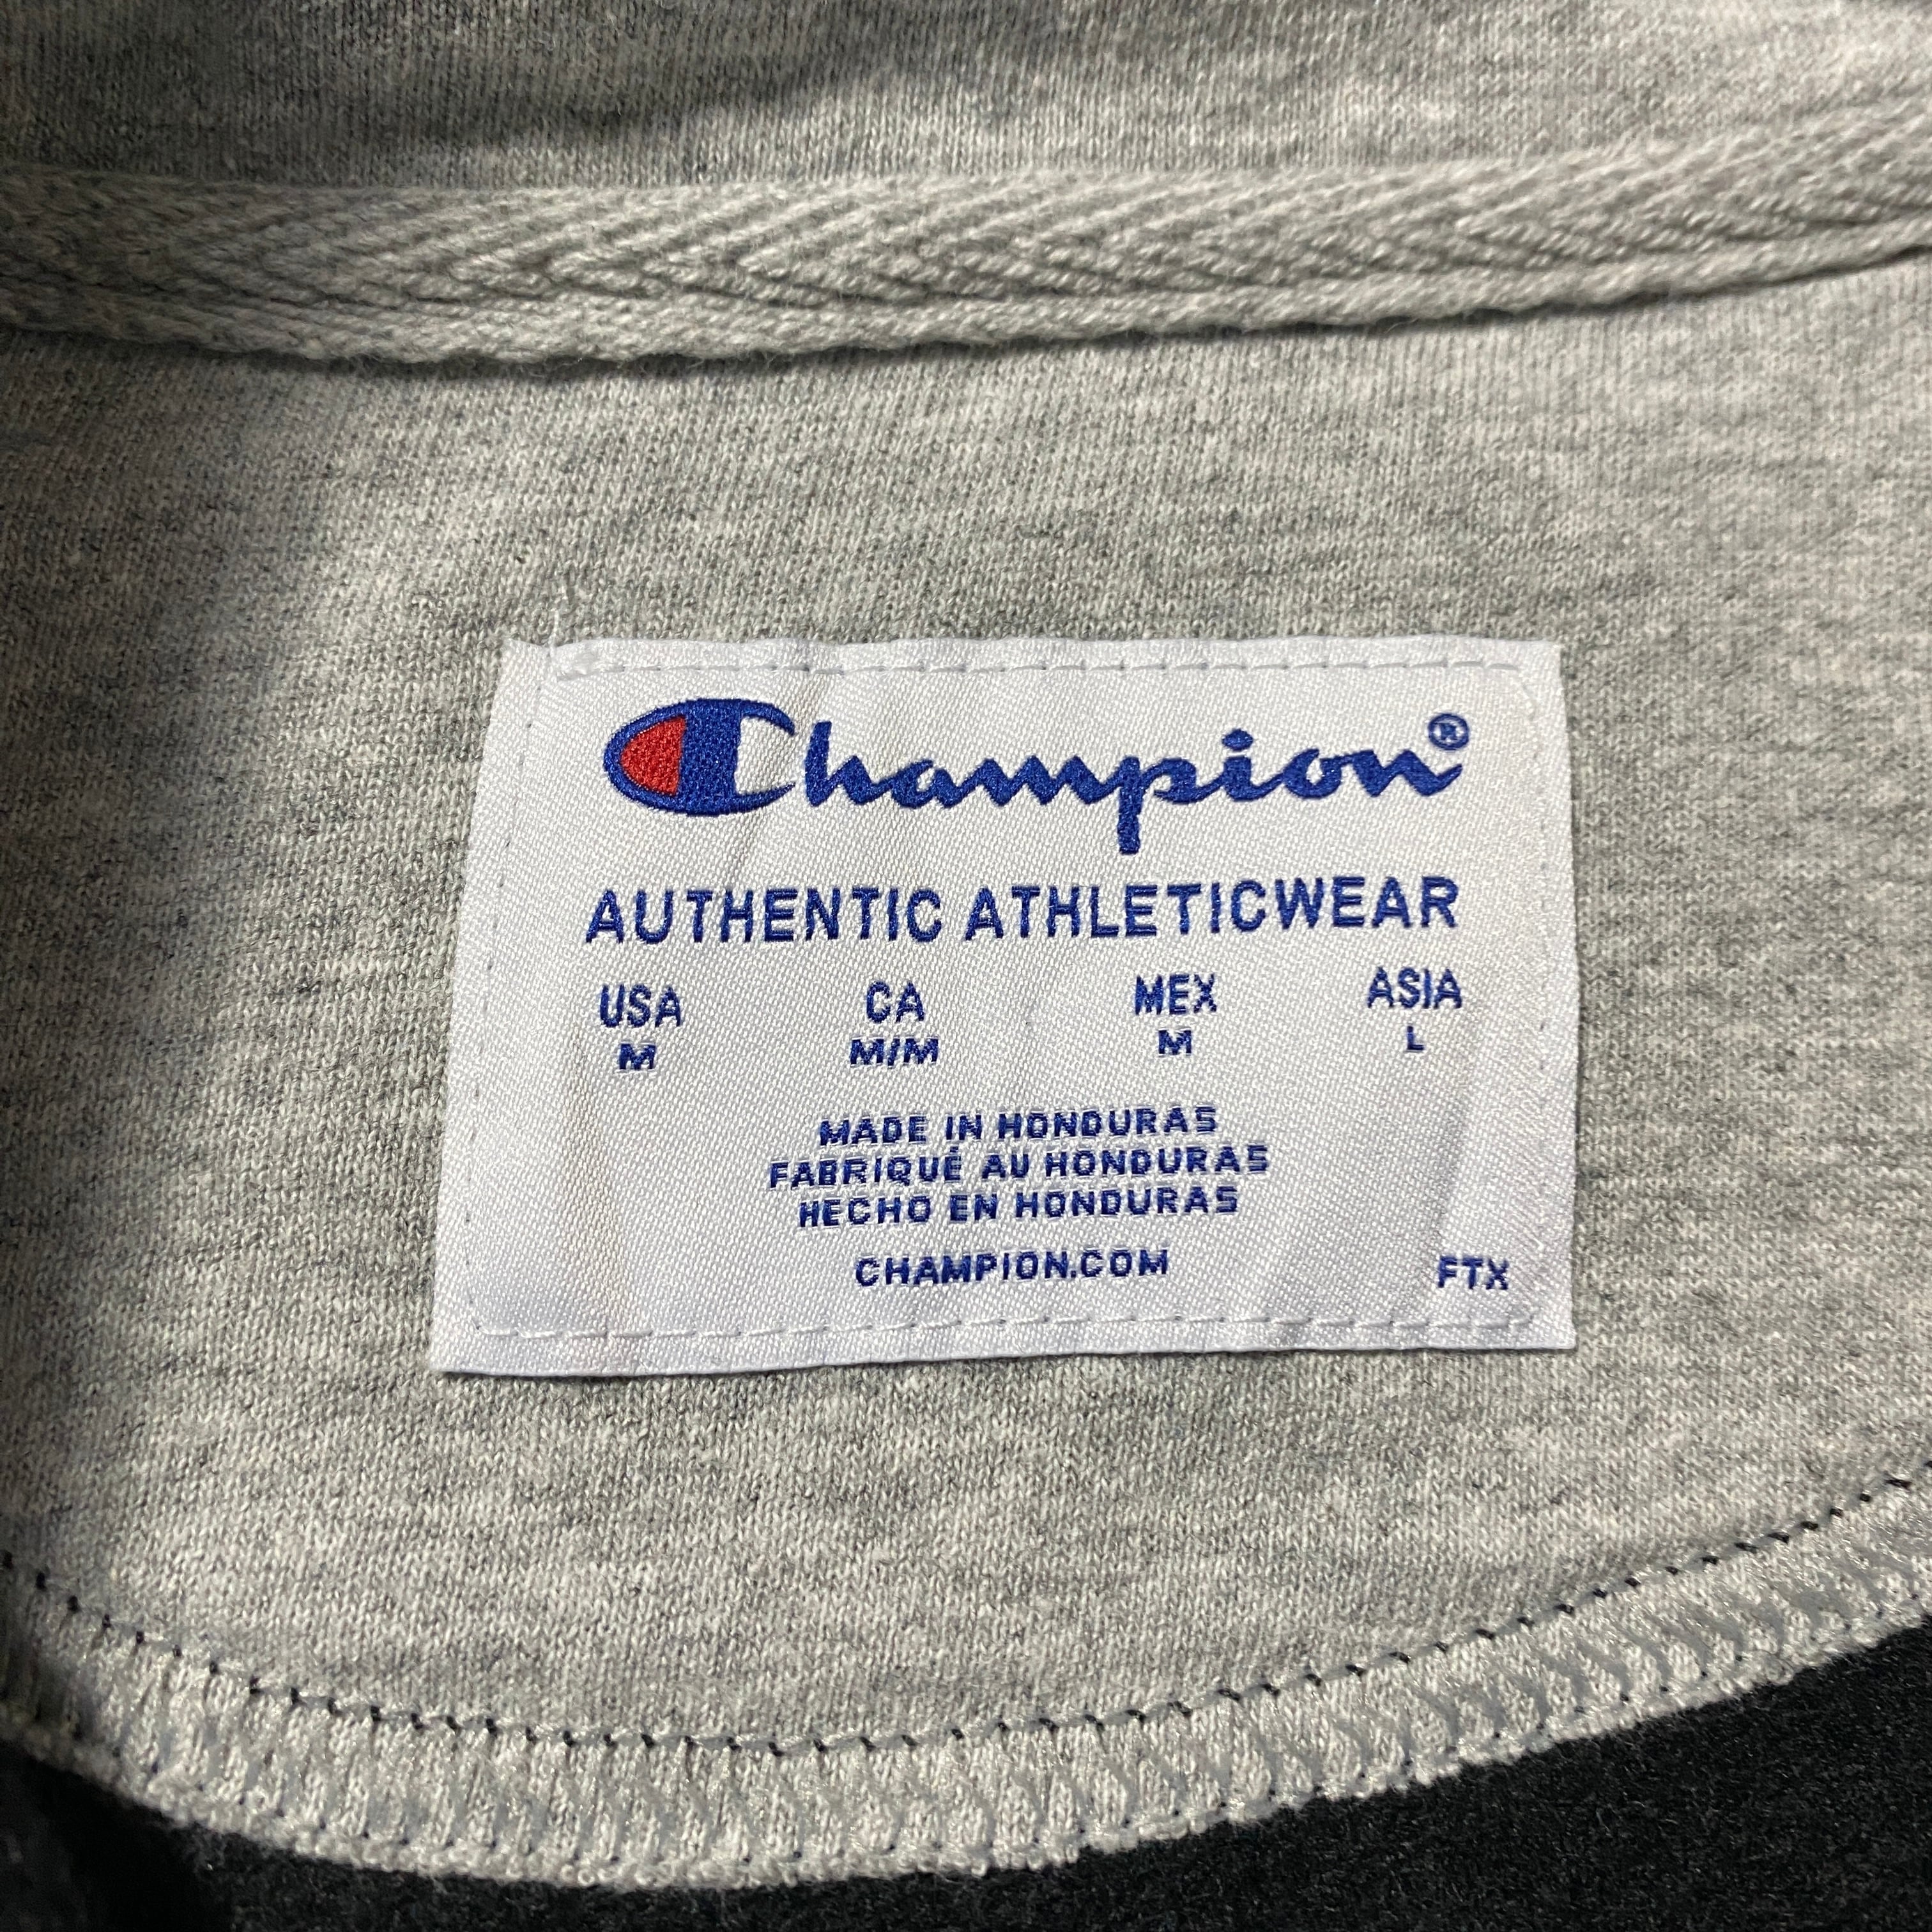 Champion®
AUTHENTIC ATHLETICWEAR
USA CA MEX ASIA
M M/M M L
MADE IN HONDURAS
FABRIQUÉ AU HONDURAS
HECHO EN HONDURAS
CHAMPION.COM FTX